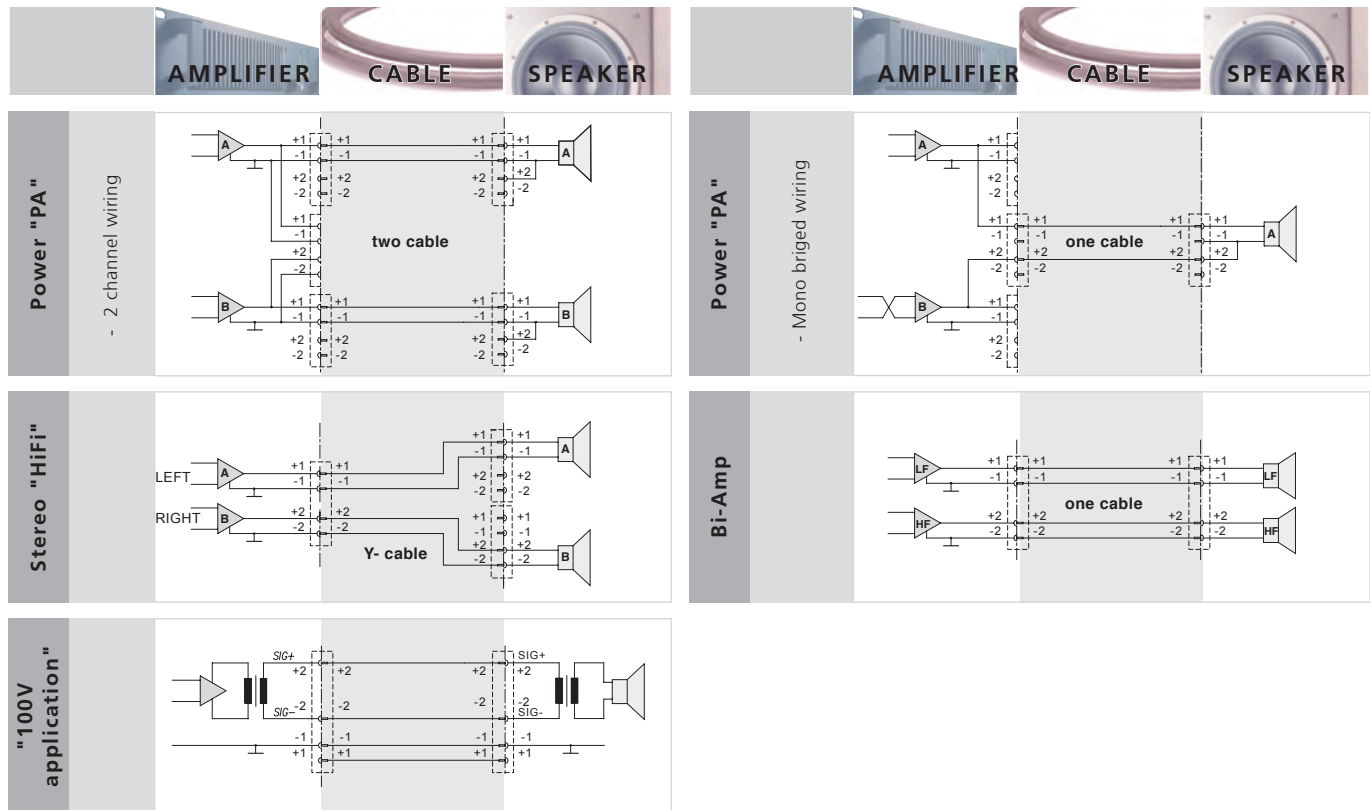 AMPLIFIER CABLE SPEAKER
Power "PA"
- 2 channel wiring
A
+1 +1 +1 +1
-1 -1 -1 -1
+2 +2 +2 +2
-2 -2 -2 -2
A
+1
-1
+2
-2
two cable
B
+1 +1 +1 +1
-1 -1 -1 -1
+2 +2 +2 +2
-2 -2 -2 -2
B
Stereo "HiFi"
LEFT
A
+1 +1
-1 -1
RIGHT
B
+2 +2
-2 -2
Y- cable
+1 +1
-1 -1
+2 +2
-2 -2
A
+1 +1
-1 -1
+2 +2
-2 -2
B
"100V
application"
SIG+ SIG+
+2 +2 +2 +2
-2 -2 -2 -2
SIG- SIG-
-1 -1 -1 -1
+1 +1 +1 +1
AMPLIFIER CABLE SPEAKER
Power "PA"
- Mono briged wiring
A
+1
-1
+2
-2
+1 +1 +1 +1
-1 -1 -1 -1
+2 +2 +2 +2
-2 -2 -2 -2
one cable
A
B
+1
-1
+2
-2
Bi-Amp
LF
+1 +1 +1 +1
-1 -1 -1 -1
LF
one cable
HF
+2 +2 +2 +2
-2 -2 -2 -2
HF